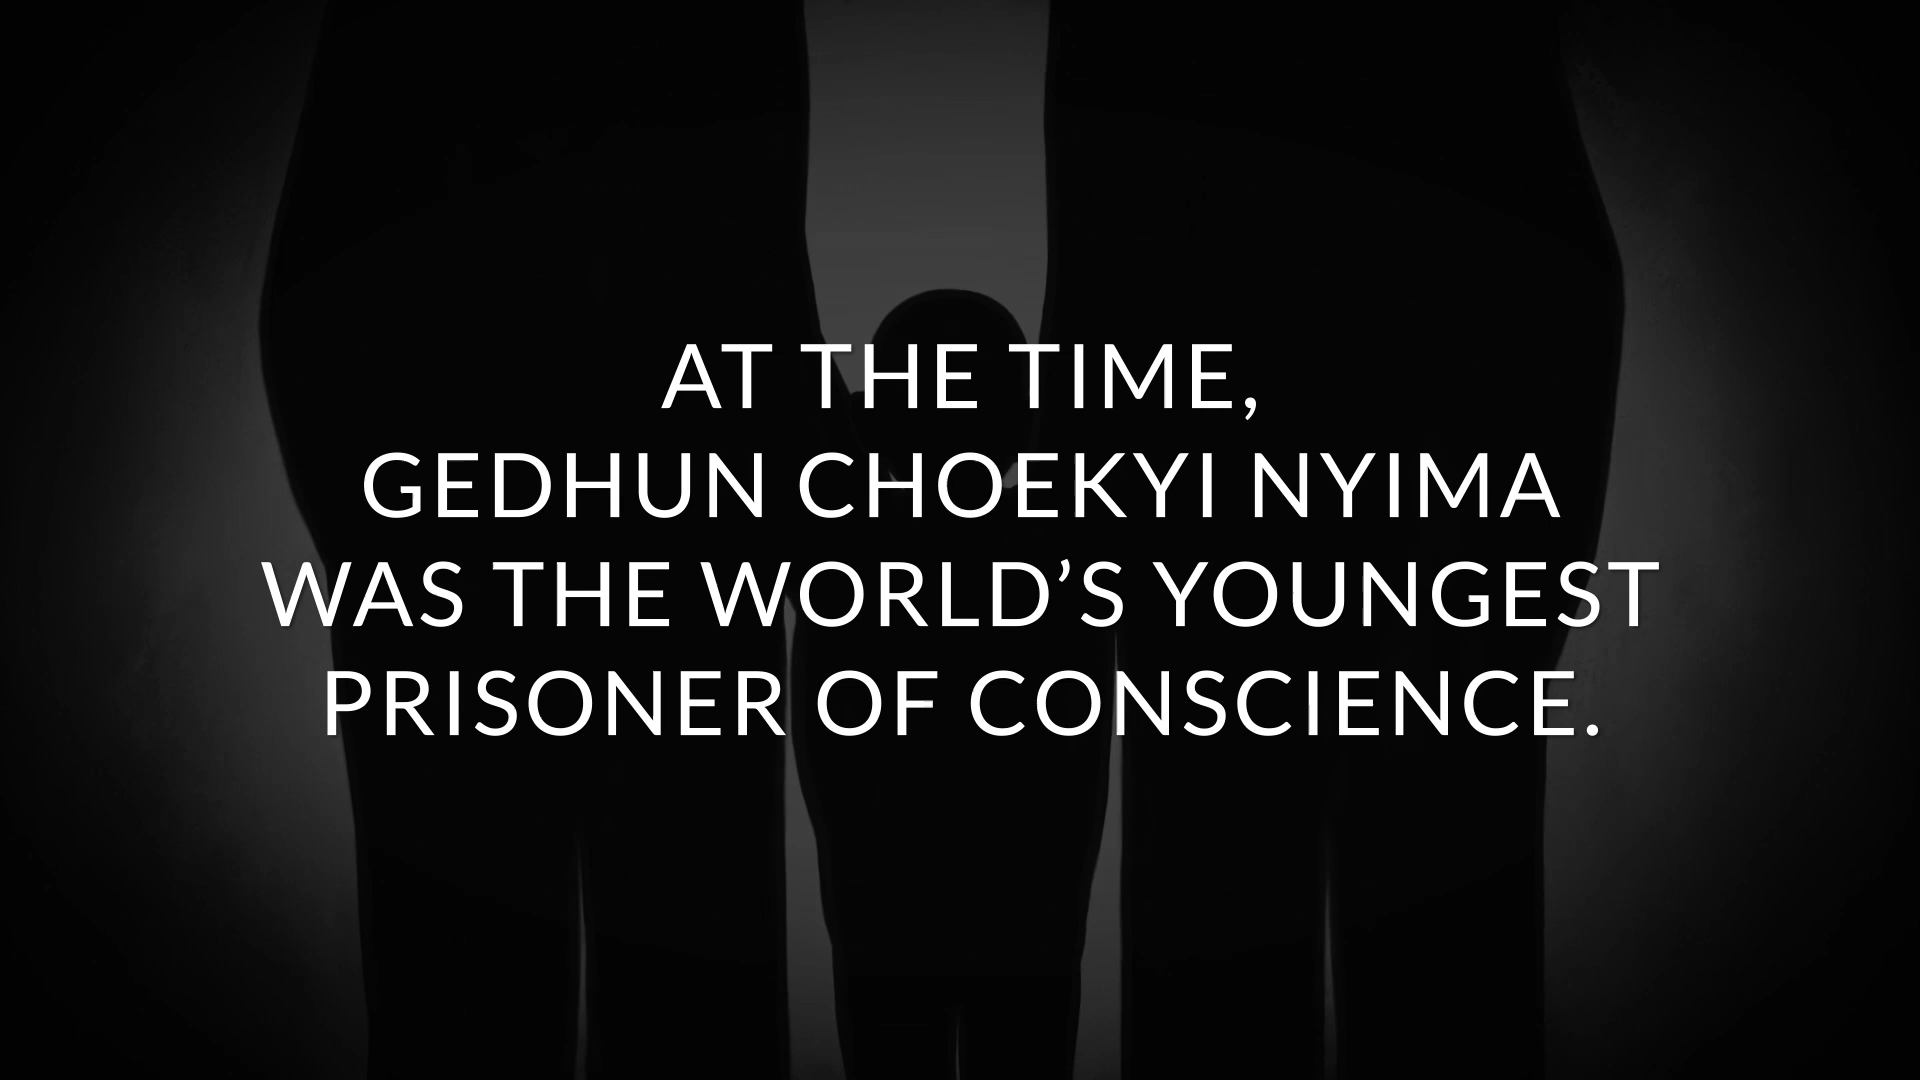 AT THE TIME,
GEDHUN CHOEKYI NYIMA
WAS THE WORLD’S YOUNGEST
PRISONER OF CONSCIENCE.